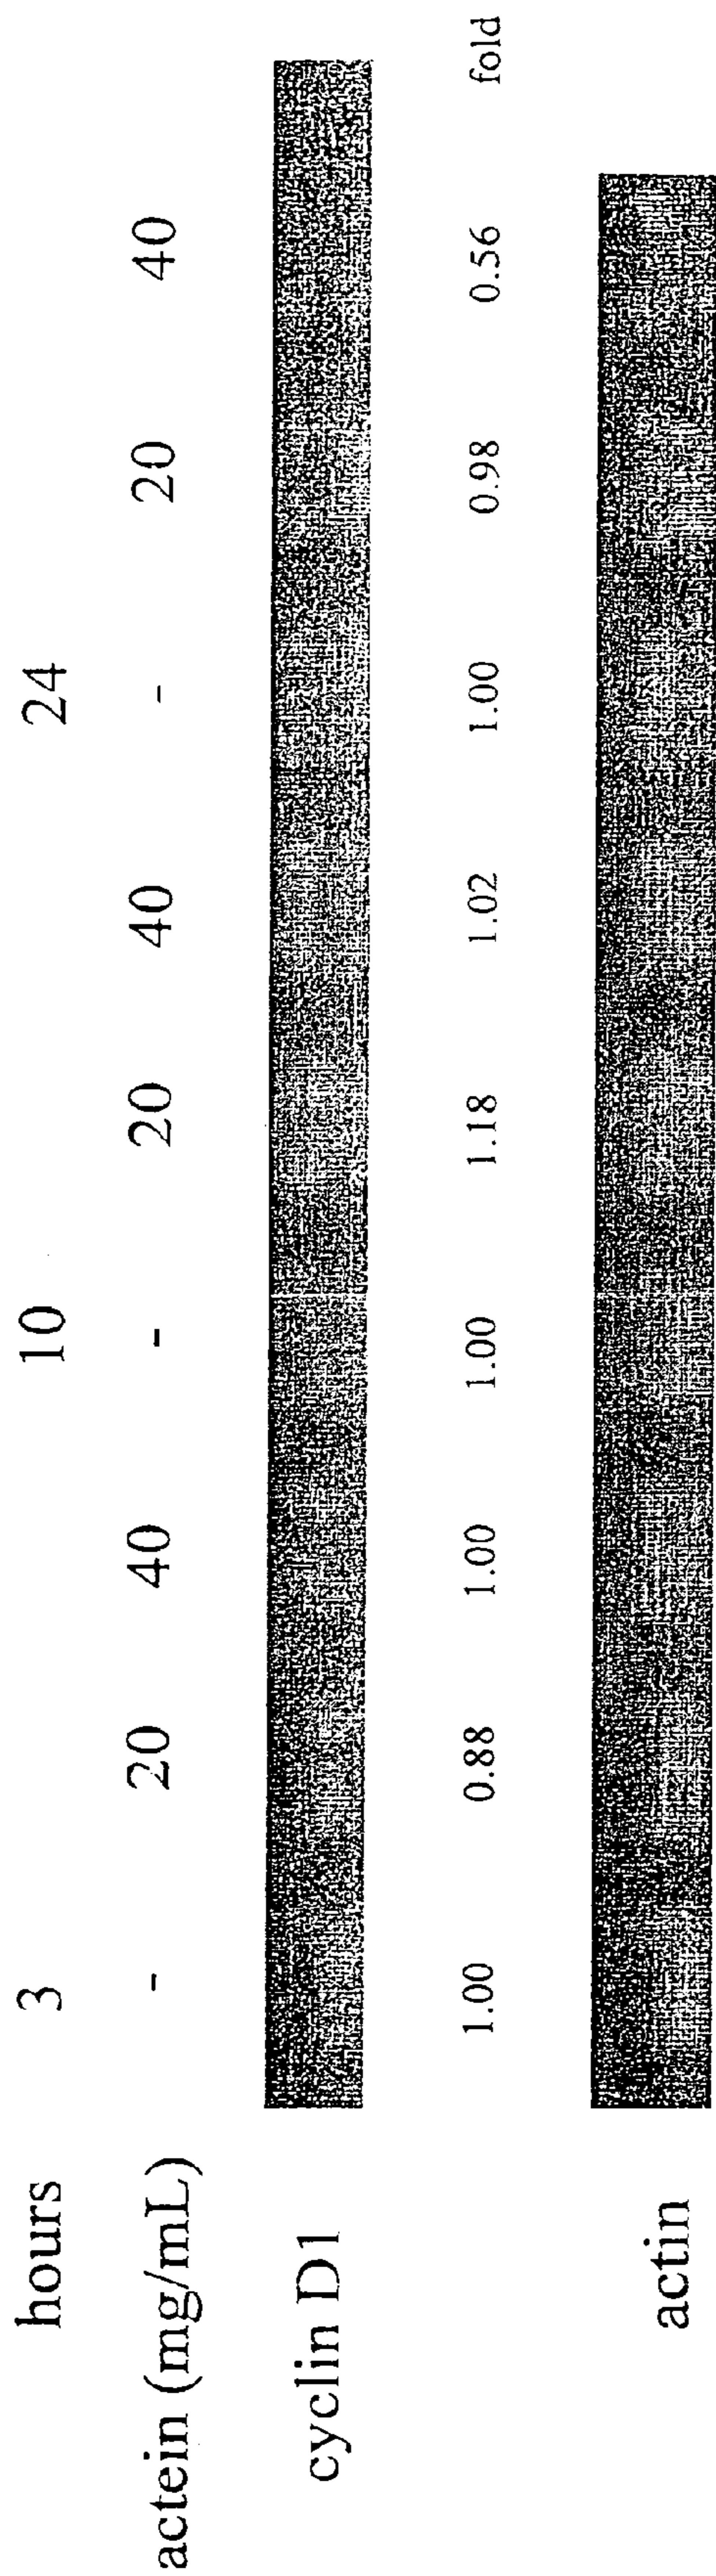 hours 3 10 24
actein (mg/mL) - 20 40 - 20 40 - 20 40
cyclin D1
1.00 0.88 1.00 1.00 1.18 1.02 1.00 0.98 0.56 fold
actin